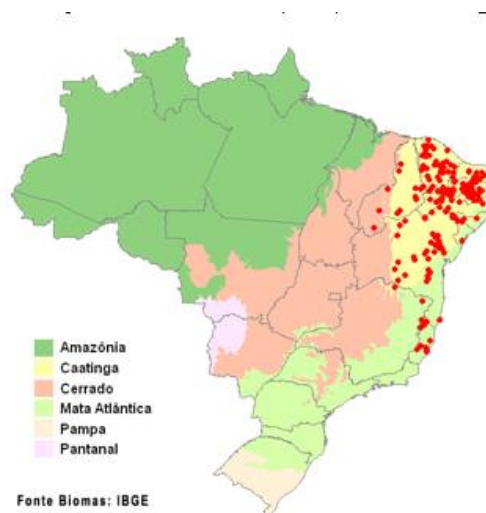 Amazônia
Caatinga
Cerrado
Mata Atlântica
Pampa
Pantanal
Fonte Biomas: IBGE